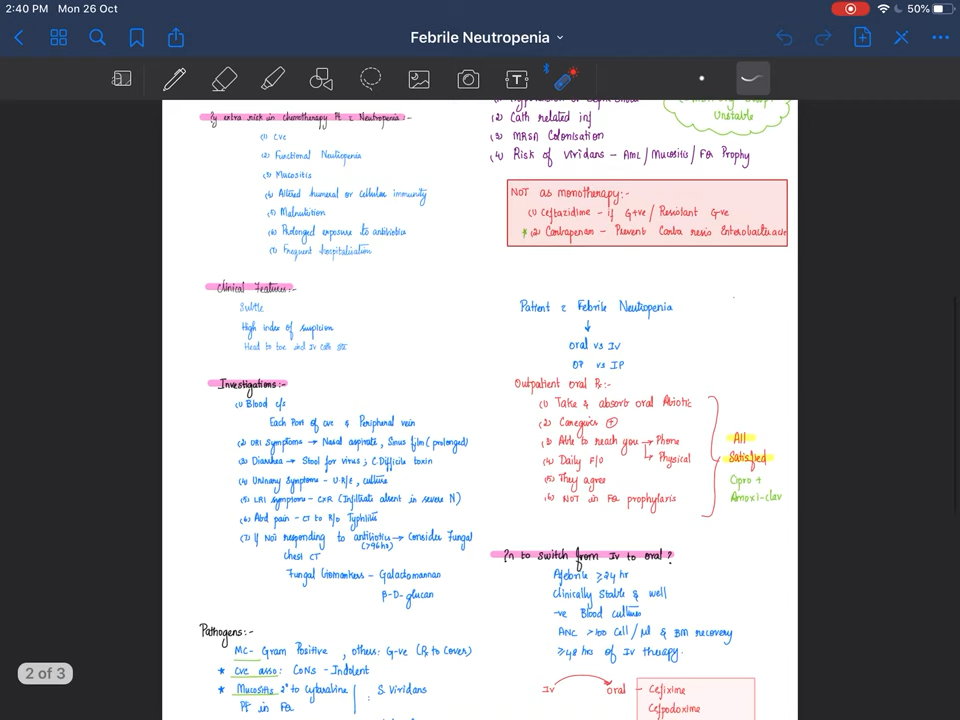 2:40 PM Mon 26 Oct
50%
Febrile Neutropenia
T
extra risk in chemotherapy Pt c Neutropenia:-
(1) CVC
(2) Functional Neutropenia
(3) Mucositis
(4) Altered humeral or cellular immunity
(5) Malnutrition
(6) Prolonged exposure to antibiotics
(7) Frequent hospitalisation
Clinical Features:-
Subtle
High index of suspicion
Head to toe and IV Cath site
Investigations:-
(1) Blood c/s
Each Port of CVC & Peripheral vein
(2) URI Symptoms → Nasal aspirate, Sinus film (prolonged)
(3) Diarrhea → Stool for virus; C.Difficile toxin
(4) Urinary Symptoms - U.R/E, culture
(5) LRI symptoms - CXR (Infiltrate absent in severe N)
(6) Abd pain - CT to R/O Typhlitis
(7) If Not responding to antibiotics → Consider Fungal
(>96hr)
Chest CT
Fungal biomarkers - Galactomannan
β-D-glucan
Pathogens:-
MC- Gram Positive, others: G-ve (Rx to Cover)
* CVC asso: CoNS - Indolent
* Mucositis 2° to Cytarabine
S. Viridans
Unstable
(2) Cath related inf
(3) MRSA Colonisation
(4) Risk of Viridans - AML/Mucositis/FQ Prophy
NOT as monotherapy:-
(1) Ceftazidime - if G+ve / Resistant G-ve
*(2) Carbapenem - Prevent Carba resis Enterobacteriaceae
Patient c Febrile Neutropenia
↓
Oral vs IV
OP vs IP
Outpatient Oral Rx:-
(1) Take & absorb oral Abiotic
(2) Caregiver +
(3) Able to reach you → Phone
→ Physical
(4) Daily F/U
(5) They agree
(6) NOT in FQ prophylaxis
All
Satisfied
Cipro +
Amoxi-clav
to switch from IV to oral?
Afebrile ≥24 hr
Clinically Stable & well
-ve Blood cultures
ANC >100 Cell/µl & BM recovery
≥48 hrs of IV therapy.
IV → oral - Cefixime
Cefpodoxime
2 of 3